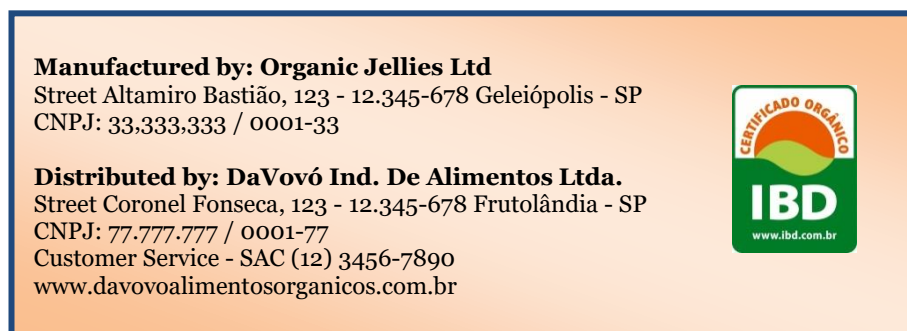 Manufactured by: Organic Jellies Ltd
Street Altamiro Bastião, 123 - 12.345-678 Geleiópolis - SP
CNPJ: 33,333,333 / 0001-33
Distributed by: DaVovó Ind. De Alimentos Ltda.
Street Coronel Fonseca, 123 - 12.345-678 Frutolândia - SP
CNPJ: 77.777.777 / 0001-77
Customer Service - SAC (12) 3456-7890
www.davovoalimentosorganicos.com.br
CERTIFICADO ORGÂNICO
IBD
www.ibd.com.br